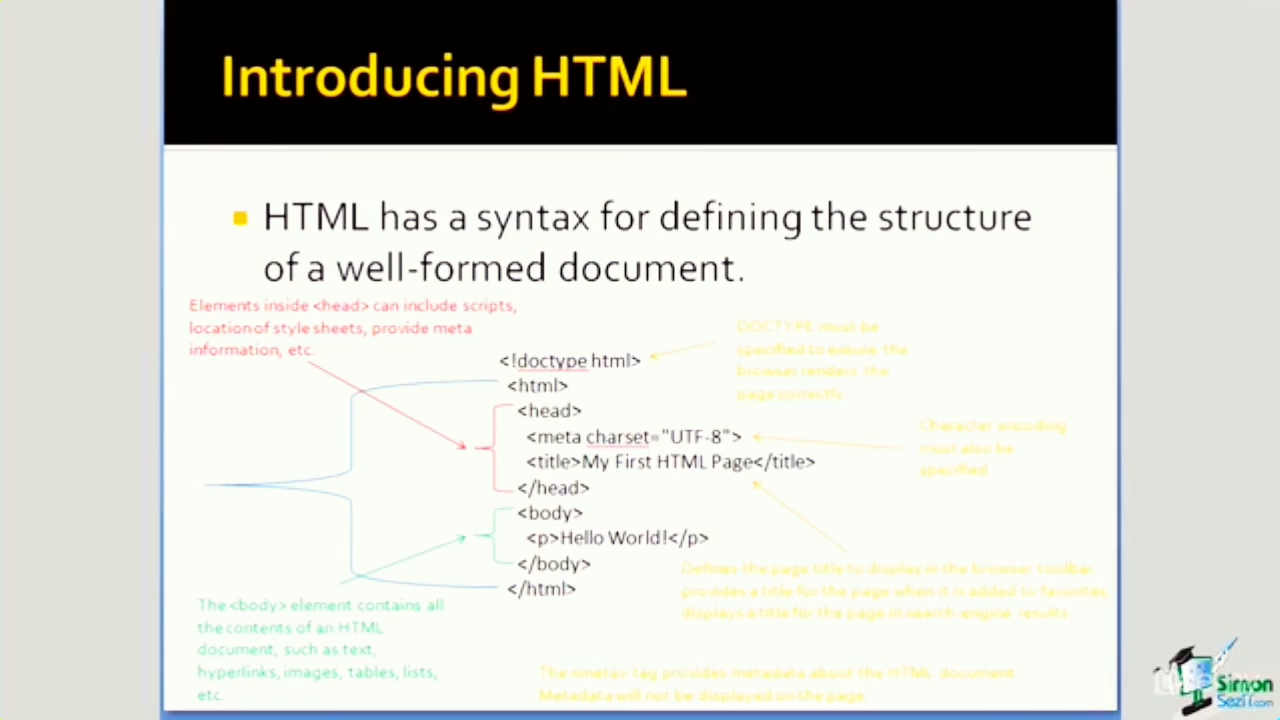 Introducing HTML
HTML has a syntax for defining the structure
of a well-formed document.
Elements inside <head> can include scripts,
location of style sheets, provide meta
information, etc.
DOCTYPE must be
specified to ensure the
browser renders the
page correctly.
<!doctype html>
<html>
<head>
<meta charset="UTF-8">
<title>My First HTML Page</title>
</head>
<body>
<p>Hello World!</p>
</body>
</html>
Character encoding
must also be
specified.
Defines the page title to display in the browser toolbar,
provides a title for the page when it is added to favorites,
displays a title for the page in search-engine results.
The <body> element contains all
the contents of an HTML
document, such as text,
hyperlinks, images, tables, lists,
etc.
The <meta> tag provides metadata about the HTML document.
Metadata will not be displayed on the page.
Simon
SezIT.com